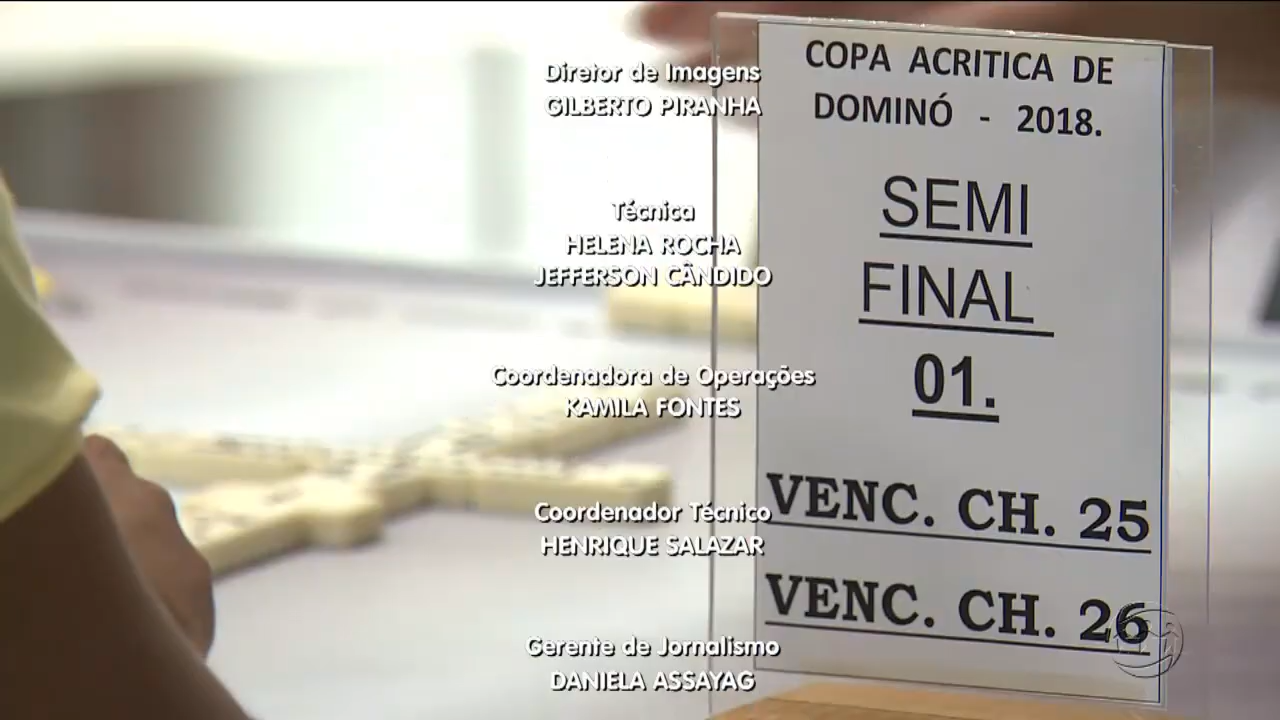 Diretor de Imagens
GILBERTO PIRANHA
Técnica
HELENA ROCHA
JEFFERSON CÂNDIDO
Coordenadora de Operações
KAMILA FONTES
Coordenador Técnico
HENRIQUE SALAZAR
Gerente de Jornalismo
DANIELA ASSAYAG
COPA ACRITICA DE
DOMINÓ - 2018.
SEMI
FINAL
01.
VENC. CH. 25
VENC. CH. 26